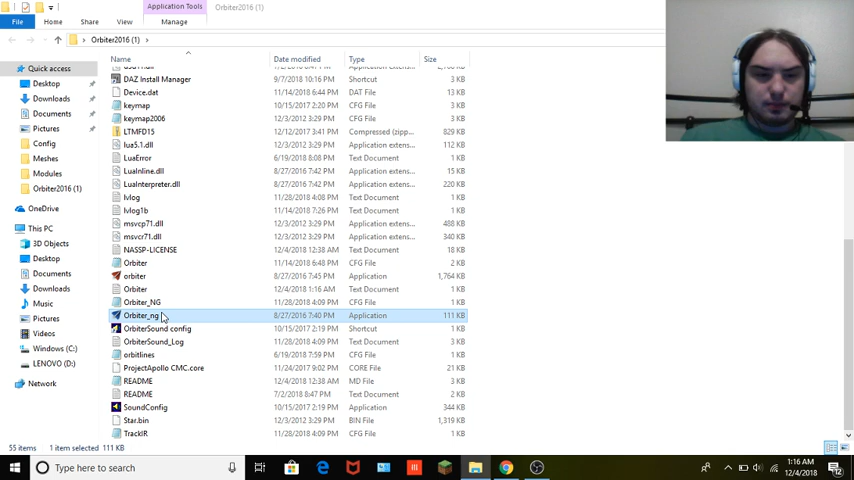 Application Tools Orbiter2016 (1)
File Home Share View Manage
Orbiter2016 (1)
Name Date modified Type Size
Quick access
Desktop
Downloads
Documents
Pictures
Config
Meshes
Modules
Orbiter2016 (1)
OneDrive
This PC
3D Objects
Desktop
Documents
Downloads
Music
Pictures
Videos
Windows (C:)
LENOVO (D:)
Network
DAZ Install Manager 9/7/2018 10:16 PM Shortcut 3 KB
Device.dat 11/14/2018 6:44 PM DAT File 13 KB
keymap 10/15/2017 2:20 PM CFG File 3 KB
keymap2006 12/3/2012 3:29 PM CFG File 3 KB
LTMFD15 12/12/2017 3:41 PM Compressed (zipp... 829 KB
lua5.1.dll 12/3/2012 3:29 PM Application extens... 112 KB
LuaError 6/19/2018 8:08 PM Text Document 1 KB
LuaInline.dll 8/27/2016 7:42 PM Application extens... 15 KB
LuaInterpreter.dll 8/27/2016 7:42 PM Application extens... 220 KB
lvlog 11/28/2018 4:08 PM Text Document 1 KB
lvlog1b 11/14/2018 7:26 PM Text Document 1 KB
msvcp71.dll 12/3/2012 3:29 PM Application extens... 488 KB
msvcr71.dll 12/3/2012 3:29 PM Application extens... 340 KB
NASSP-LICENSE 12/4/2018 12:38 AM Text Document 18 KB
Orbiter 11/14/2018 6:48 PM CFG File 2 KB
orbiter 8/27/2016 7:45 PM Application 1,764 KB
Orbiter 12/4/2018 1:16 AM Text Document 1 KB
Orbiter_NG 11/28/2018 4:09 PM CFG File 1 KB
Orbiter_ng 8/27/2016 7:40 PM Application 111 KB
OrbiterSound config 10/15/2017 2:19 PM Shortcut 1 KB
OrbiterSound_Log 11/28/2018 4:09 PM Text Document 1 KB
orbitlines 6/19/2018 7:59 PM CFG File 1 KB
ProjectApollo CMC.core 11/24/2017 9:02 PM CORE File 21 KB
README 12/4/2018 12:38 AM MD File 3 KB
README 7/2/2018 8:47 PM Text Document 2 KB
SoundConfig 10/15/2017 2:19 PM Application 344 KB
Star.bin 12/3/2012 3:29 PM BIN File 1,319 KB
TrackIR 11/28/2018 4:09 PM CFG File 1 KB
55 items 1 item selected 111 KB
Type here to search
1:16 AM
12/4/2018
12